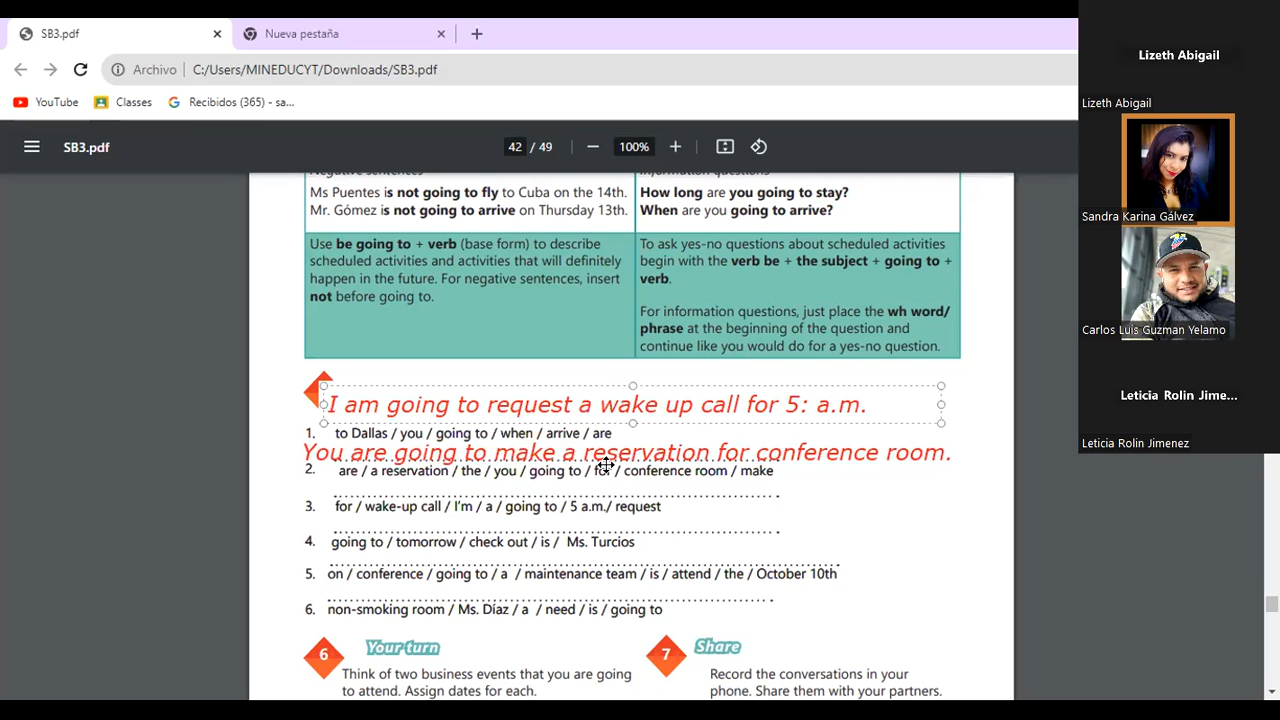 SB3.pdf
Nueva pestaña
Archivo
C:/Users/MINEDUCYT/Downloads/SB3.pdf
YouTube
Classes
Recibidos (365) - sa...
SB3.pdf
42 / 49
100%
Negative sentences
Information questions
Ms Puentes is not going to fly to Cuba on the 14th.
Mr. Gómez is not going to arrive on Thursday 13th.
How long are you going to stay?
When are you going to arrive?
Use be going to + verb (base form) to describe
scheduled activities and activities that will definitely
happen in the future. For negative sentences, insert
not before going to.
To ask yes-no questions about scheduled activities
begin with the verb be + the subject + going to +
verb.
For information questions, just place the wh word/
phrase at the beginning of the question and
continue like you would do for a yes-no question.
I am going to request a wake up call for 5: a.m.
1. to Dallas / you / going to / when / arrive / are
You are going to make a reservation for conference room.
2. are / a reservation / the / you / going to / for / conference room / make
3. for / wake-up call / I'm / a / going to / 5 a.m./ request
4. going to / tomorrow / check out / is / Ms. Turcios
5. on / conference / going to / a / maintenance team / is / attend / the / October 10th
6. non-smoking room / Ms. Díaz / a / need / is / going to
6 Your turn
Think of two business events that you are going
to attend. Assign dates for each.
7 Share
Record the conversations in your
phone. Share them with your partners.
Lizeth Abigail
Lizeth Abigail
Sandra Karina Gálvez
Carlos Luis Guzman Yelamo
Leticia Rolin Jime...
Leticia Rolin Jimenez